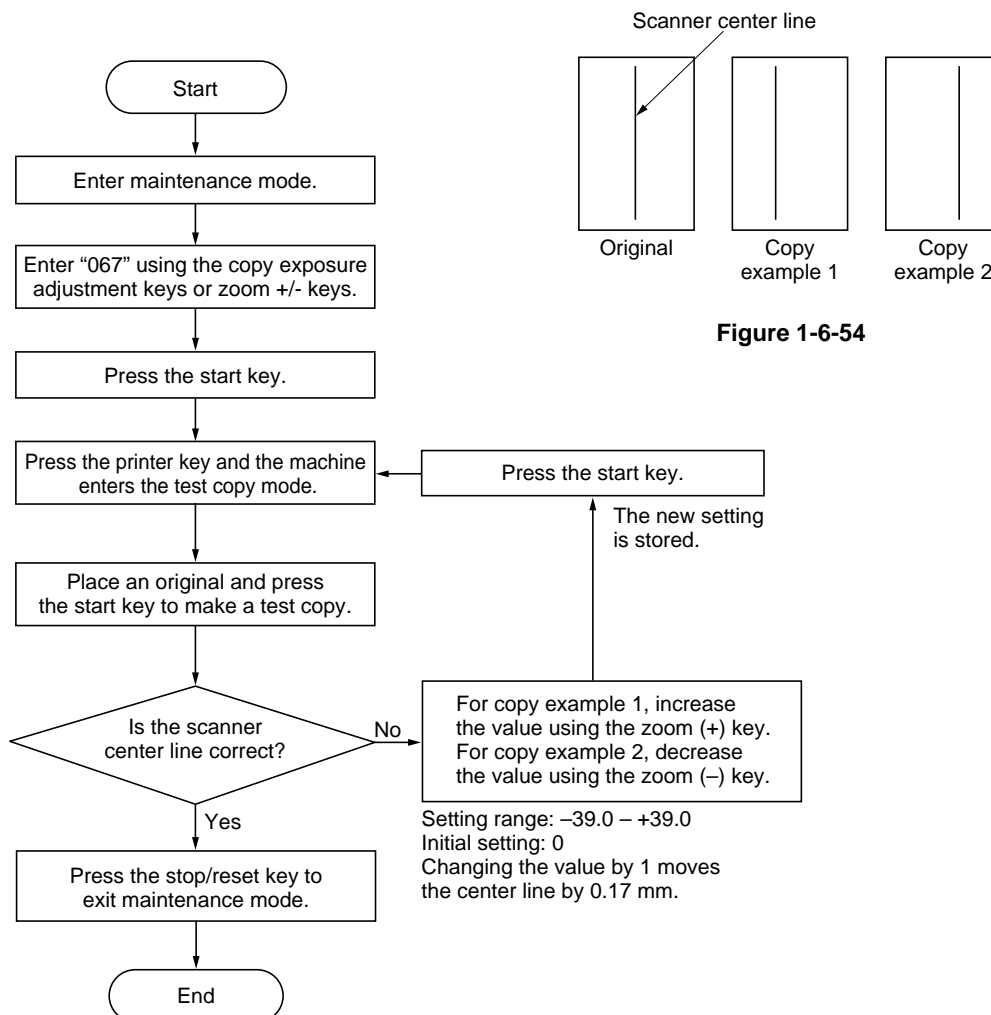 Scanner center line
Original
Copy
example 1
Copy
example 2
Figure 1-6-54
Start
Enter maintenance mode.
Enter “067” using the copy exposure
adjustment keys or zoom +/- keys.
Press the start key.
Press the printer key and the machine
enters the test copy mode.
Press the start key.
The new setting
is stored.
Place an original and press
the start key to make a test copy.
Is the scanner
center line correct?
No
For copy example 1, increase
the value using the zoom (+) key.
For copy example 2, decrease
the value using the zoom (–) key.
Setting range: –39.0 – +39.0
Initial setting: 0
Changing the value by 1 moves
the center line by 0.17 mm.
Yes
Press the stop/reset key to
exit maintenance mode.
End